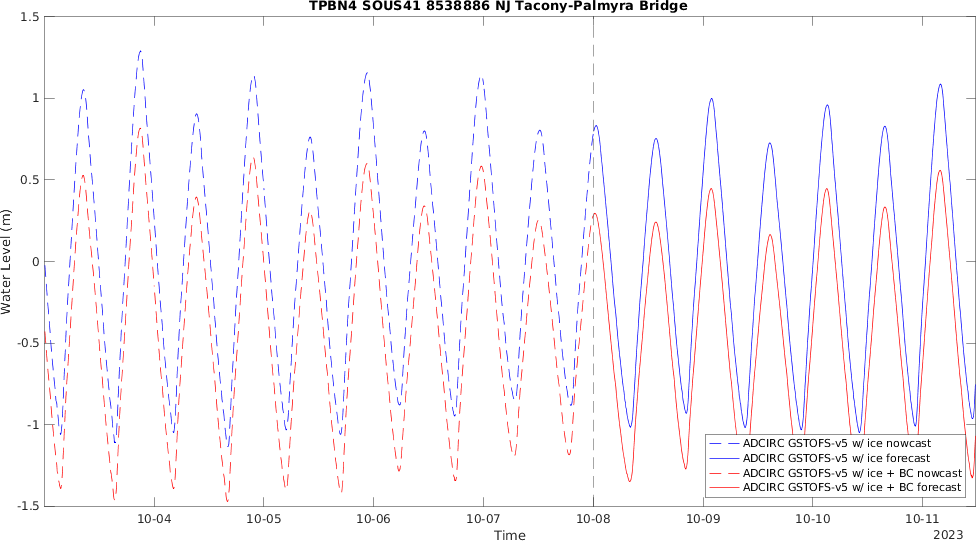 TPBN4 SOUS41 8538886 NJ Tacony-Palmyra Bridge
1.5
1
0.5
0
-0.5
-1
-1.5
Water Level (m)
10-04
10-05
10-06
10-07
10-08
10-09
10-10
10-11
Time
2023
ADCIRC GSTOFS-v5 w/ ice nowcast
ADCIRC GSTOFS-v5 w/ ice forecast
ADCIRC GSTOFS-v5 w/ ice + BC nowcast
ADCIRC GSTOFS-v5 w/ ice + BC forecast